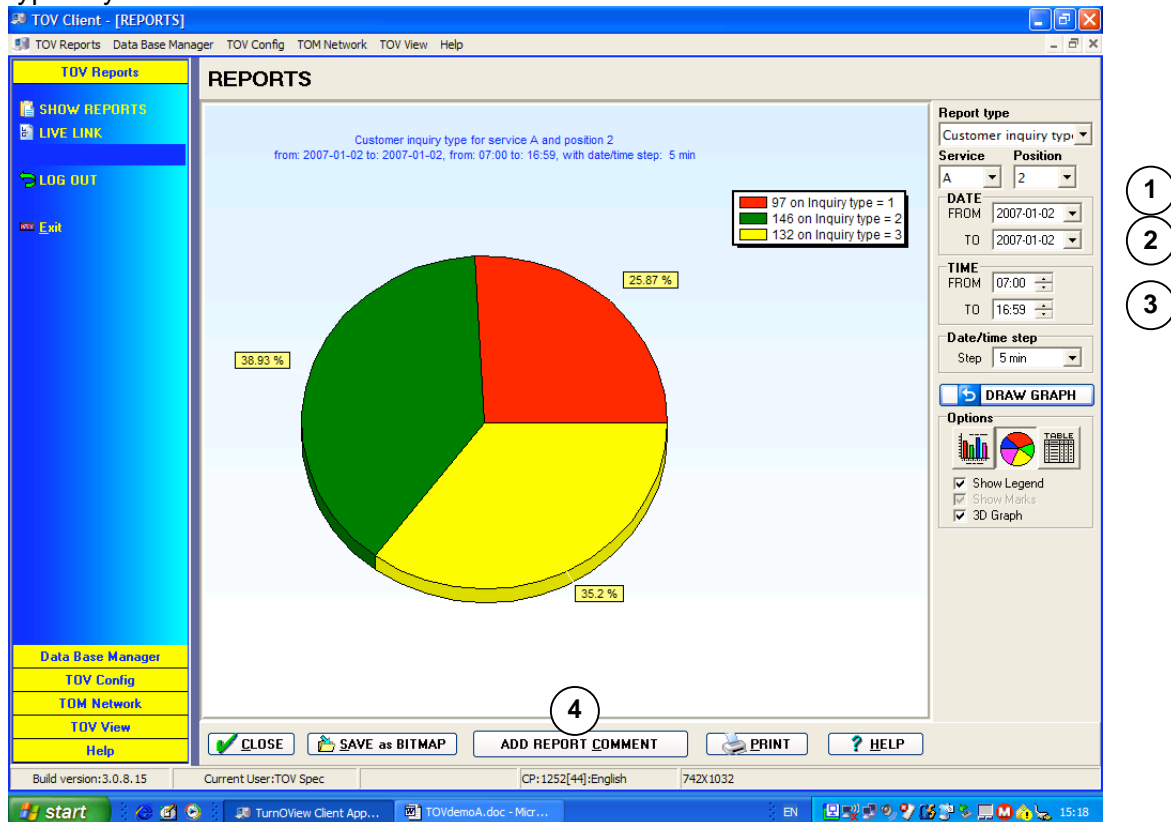 TOV Client - [REPORTS]
TOV Reports Data Base Manager TOV Config TOM Network TOV View Help
TOV Reports
SHOW REPORTS
LIVE LINK
LOG OUT
Exit
Data Base Manager
TOV Config
TOM Network
TOV View
Help
REPORTS
Customer inquiry type for service A and position 2
from: 2007-01-02 to: 2007-01-02, from: 07:00 to: 16:59, with date/time step: 5 min
97 on Inquiry type = 1
146 on Inquiry type = 2
132 on Inquiry type = 3
25.87 %
38.93 %
35.2 %
Report type
Customer inquiry typ
Service Position
A 2
DATE
FROM 2007-01-02
TO 2007-01-02
TIME
FROM 07:00
TO 16:59
Date/time step
Step 5 min
DRAW GRAPH
Options
TABLE
Show Legend
Show Marks
3D Graph
1
2
3
4
CLOSE SAVE as BITMAP ADD REPORT COMMENT PRINT ? HELP
Build version:3.0.8.15 Current User:TOV Spec CP:1252[44]:English 742X1032
start TurnOView Client App... TOVdemoA.doc - Micr... EN 15:18